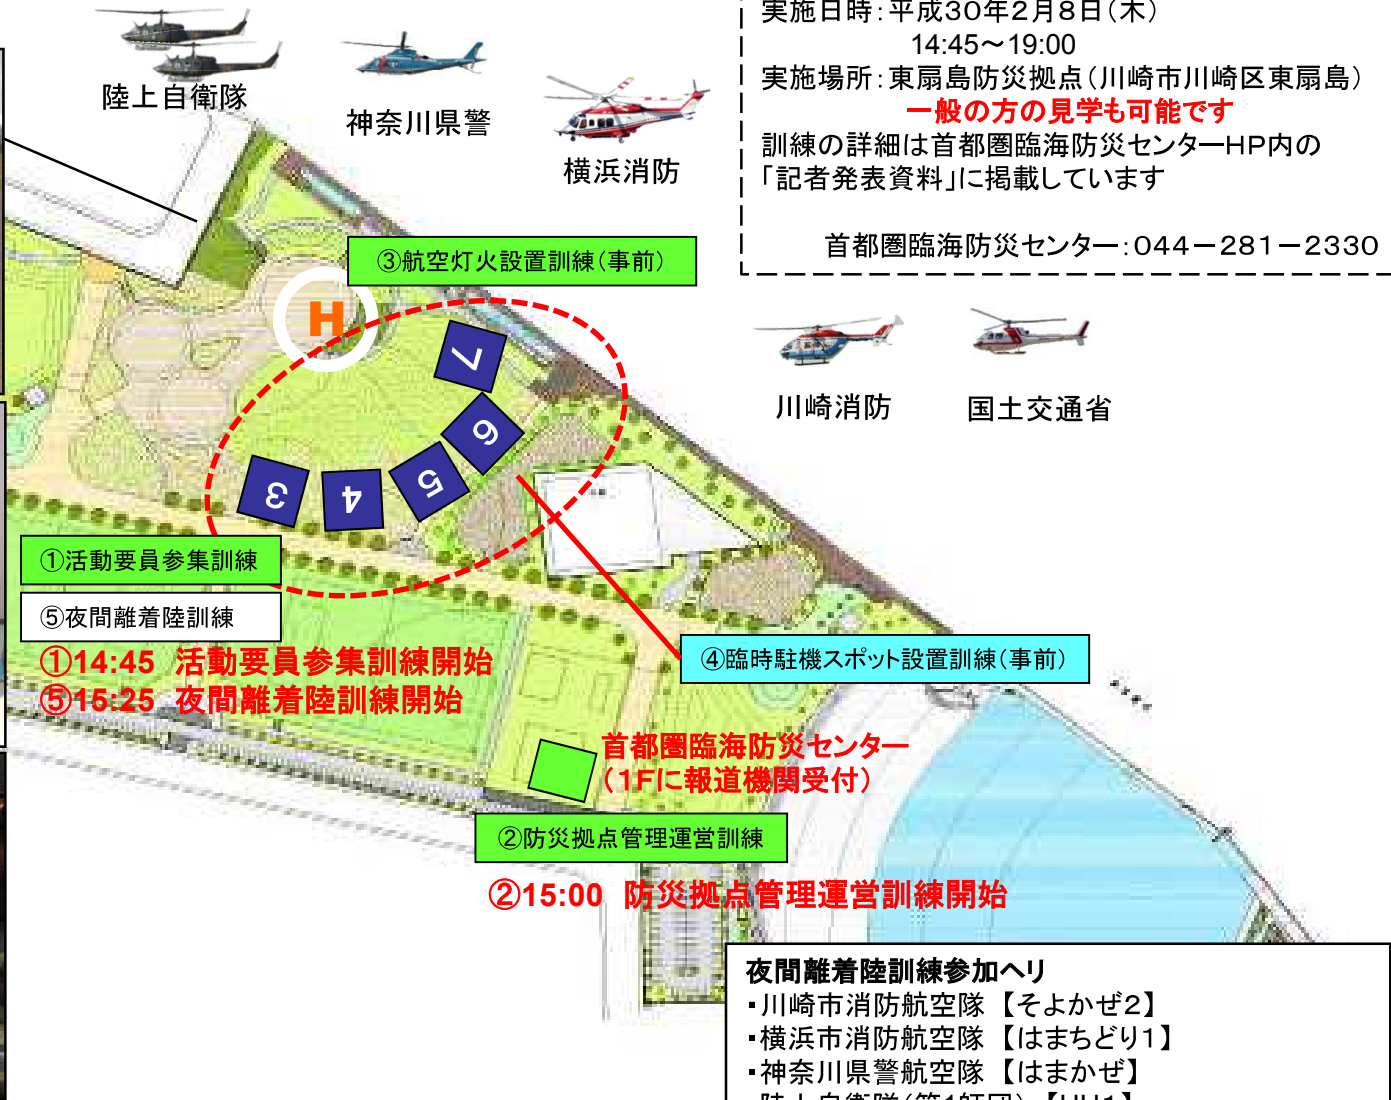 実施日時：平成30年2月8日（木）
14:45～19:00
実施場所：東扇島防災拠点（川崎市川崎区東扇島）
一般の方の見学も可能です
訓練の詳細は首都圏臨海防災センターHP内の
「記者発表資料」に掲載しています
首都圏臨海防災センター：０４４－２８１－２３３０
陸上自衛隊
神奈川県警
横浜消防
川崎消防
国土交通省
③航空灯火設置訓練（事前）
H
7
6
5
4
3
①活動要員参集訓練
⑤夜間離着陸訓練
①14:45 活動要員参集訓練開始
⑤15:25 夜間離着陸訓練開始
④臨時駐機スポット設置訓練（事前）
首都圏臨海防災センター
（１Fに報道機関受付）
②防災拠点管理運営訓練
②15:00 防災拠点管理運営訓練開始
夜間離着陸訓練参加ヘリ
・川崎市消防航空隊 【そよかぜ２】
・横浜市消防航空隊 【はまちどり１】
・神奈川県警航空隊 【はまかぜ】
・陸上自衛隊（第1師団） 【UH1】